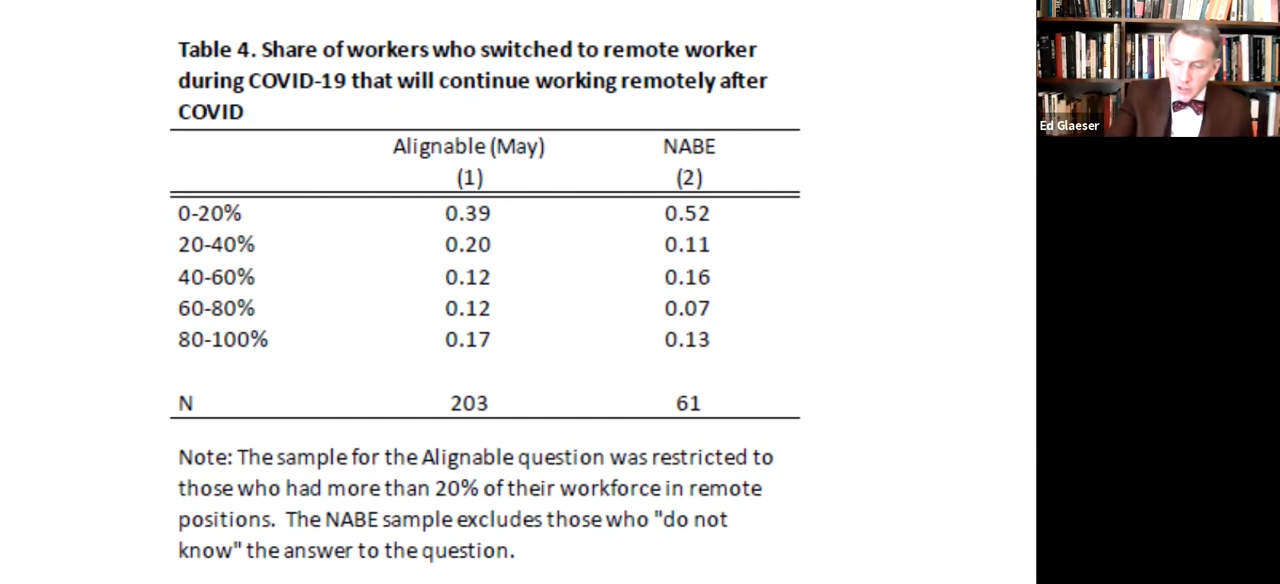 Table 4. Share of workers who switched to remote worker
during COVID-19 that will continue working remotely after
COVID
Alignable (May) NABE
(1) (2)
0-20% 0.39 0.52
20-40% 0.20 0.11
40-60% 0.12 0.16
60-80% 0.12 0.07
80-100% 0.17 0.13
N 203 61
Note: The sample for the Alignable question was restricted to
those who had more than 20% of their workforce in remote
positions. The NABE sample excludes those who "do not
know" the answer to the question.
Ed Glaeser